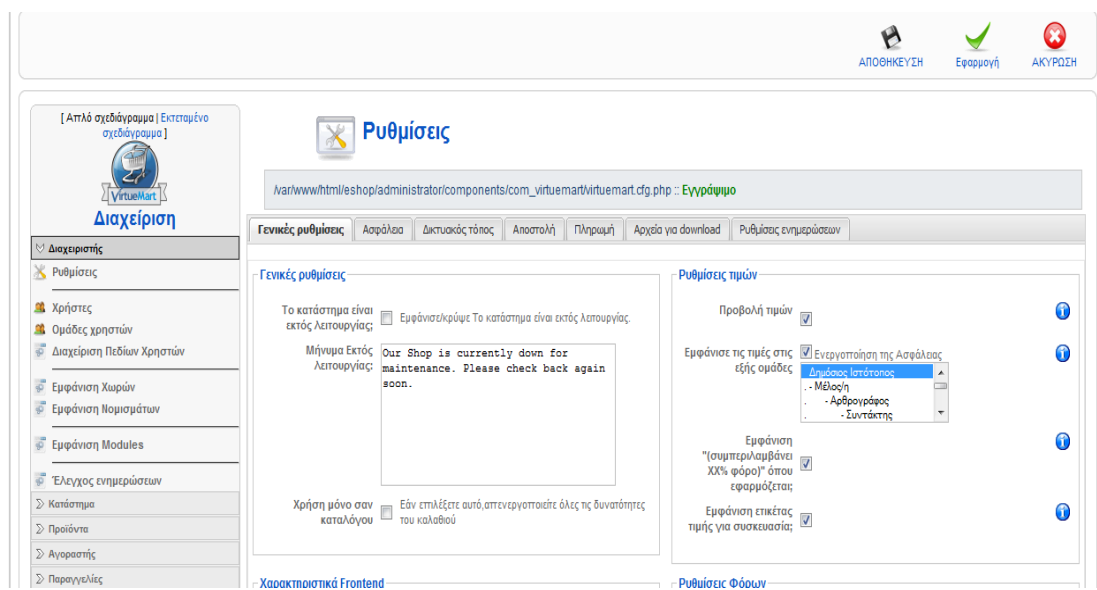 ΑΠΟΘΗΚΕΥΣΗ
Εφαρμογή
ΑΚΥΡΩΣΗ
[ Απλό σχεδιάγραμμα | Εκτεταμένο
σχεδιάγραμμα ]
VirtueMart
Διαχείριση
Διαχειριστής
Ρυθμίσεις
Χρήστες
Ομάδες χρηστών
Διαχείριση Πεδίων Χρηστών
Εμφάνιση Χωρών
Εμφάνιση Νομισμάτων
Εμφάνιση Modules
Έλεγχος ενημερώσεων
Κατάστημα
Προϊόντα
Αγοραστής
Παραγγελίες
Ρυθμίσεις
/var/www/html/eshop/administrator/components/com_virtuemart/virtuemart.cfg.php :: Εγγράψιμο
Γενικές ρυθμίσεις
Ασφάλεια
Δικτυακός τόπος
Αποστολή
Πληρωμή
Αρχεία για download
Ρυθμίσεις ενημερώσεων
Γενικές ρυθμίσεις
Το κατάστημα είναι
εκτός λειτουργίας;
Εμφάνισε/κρύψε Το κατάστημα είναι εκτός λειτουργίας.
Μήνυμα Εκτός
λειτουργίας:
Our Shop is currently down for
maintenance. Please check back again
soon.
Χρήση μόνο σαν
καταλόγου
Εάν επιλέξετε αυτό,απενεργοποιείτε όλες τις δυνατότητες
του καλαθιού
Χαρακτηριστικά Frontend
Ρυθμίσεις τιμών
Προβολή τιμών
Εμφάνισε τις τιμές στις
εξής ομάδες
Ενεργοποίηση της Ασφάλειας
Δημόσιος Ιστότοπος
. - Μέλος/η
. - Αρθρογράφος
. - Συντάκτης
Εμφάνιση
"(συμπεριλαμβάνει
XX% φόρο)" όπου
εφαρμόζεται;
Εμφάνιση ετικέτας
τιμής για συσκευασία;
Ρυθμίσεις Φόρων